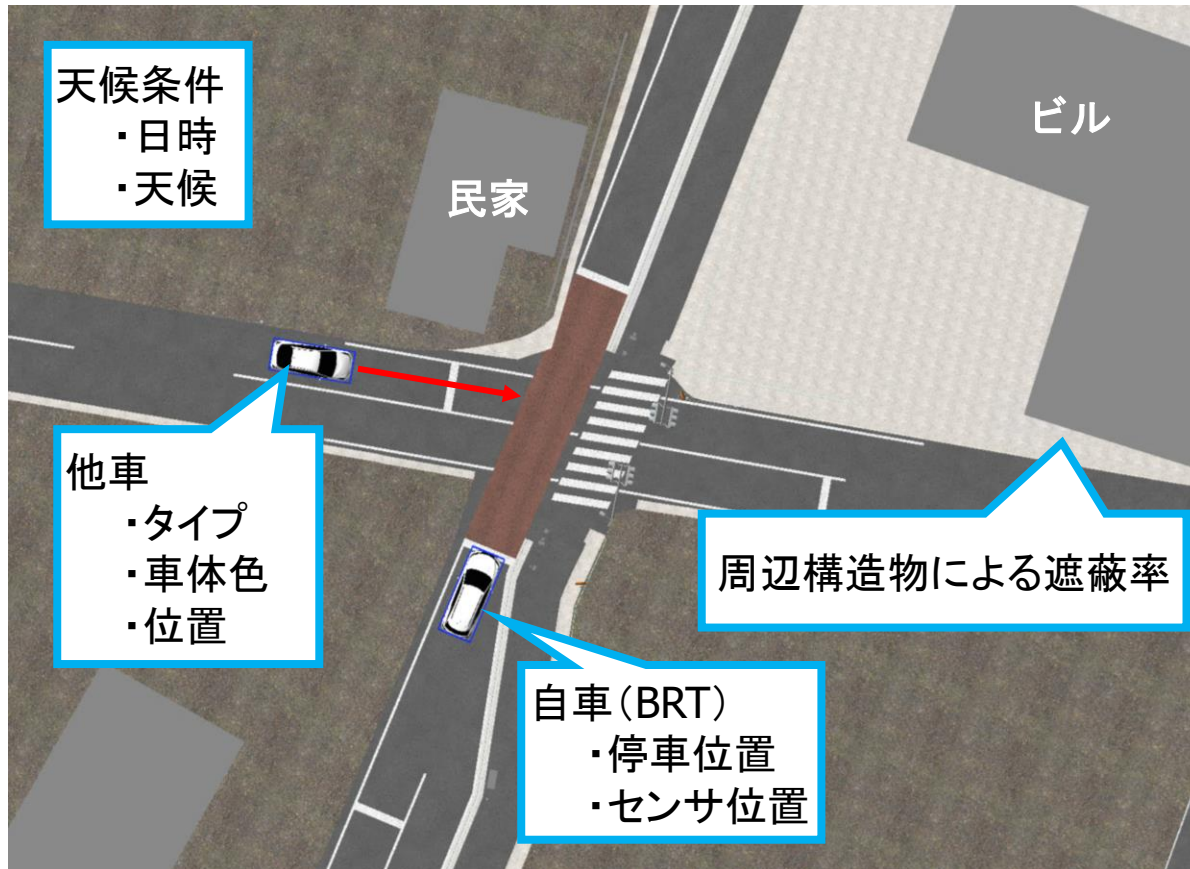 天候条件
・日時
・天候
民家
ビル
他車
・タイプ
・車体色
・位置
周辺構造物による遮蔽率
自車（BRT）
・停車位置
・センサ位置